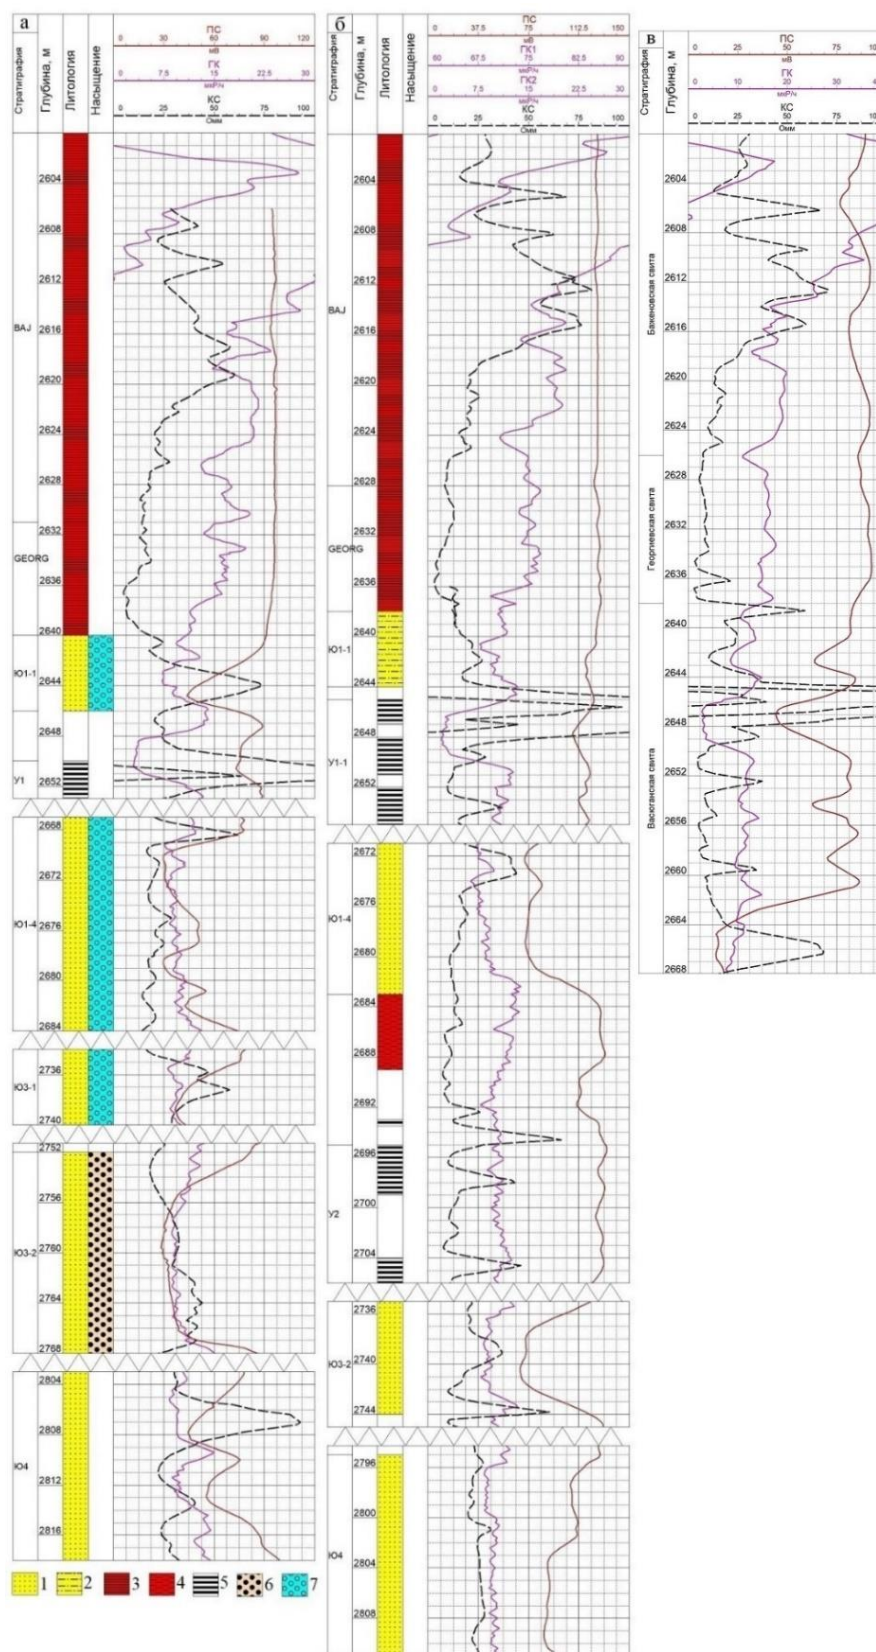 а
Стратиграфия
Глубина, м
Литология
Насыщение
ПС
30 60 90 120
мВ
ГК
0 7.5 15 22.5 30
мкР/ч
КС
0 25 50 75 100
Омм
BAJ
GEORG
Ю1-1
У1
2604
2608
2612
2616
2620
2624
2628
2632
2636
2640
2644
2648
2652
Ю1-4
2668
2672
2676
2680
2684
Ю3-1
2736
2740
Ю3-2
2752
2756
2760
2764
2768
Ю4
2804
2808
2812
2816
1 2 3 4 5 6 7
б
Стратиграфия
Глубина, м
Литология
Насыщение
ПС
0 37.5 75 112.5 150
мВ
ГК1
60 67.5 75 82.5 90
мкР/ч
ГК2
0 7.5 15 22.5 30
мкР/ч
КС
0 25 50 75 100
Омм
BAJ
GEORG
Ю1-1
У1-1
2604
2608
2612
2616
2620
2624
2628
2632
2636
2640
2644
2648
2652
Ю1-4
У2
2672
2676
2680
2684
2688
2692
2696
2700
2704
Ю3-2
2736
2740
2744
Ю4
2796
2800
2804
2808
в
Стратиграфия
Глубина, м
ПС
0 25 50 75 100
мВ
ГК
0 10 20 30
мкР/ч
КС
0 25 50 75 100
Омм
Баженовская свита
Георгиевская свита
Васюганская свита
2604
2608
2612
2616
2620
2624
2628
2632
2636
2640
2644
2648
2652
2656
2660
2664
2668